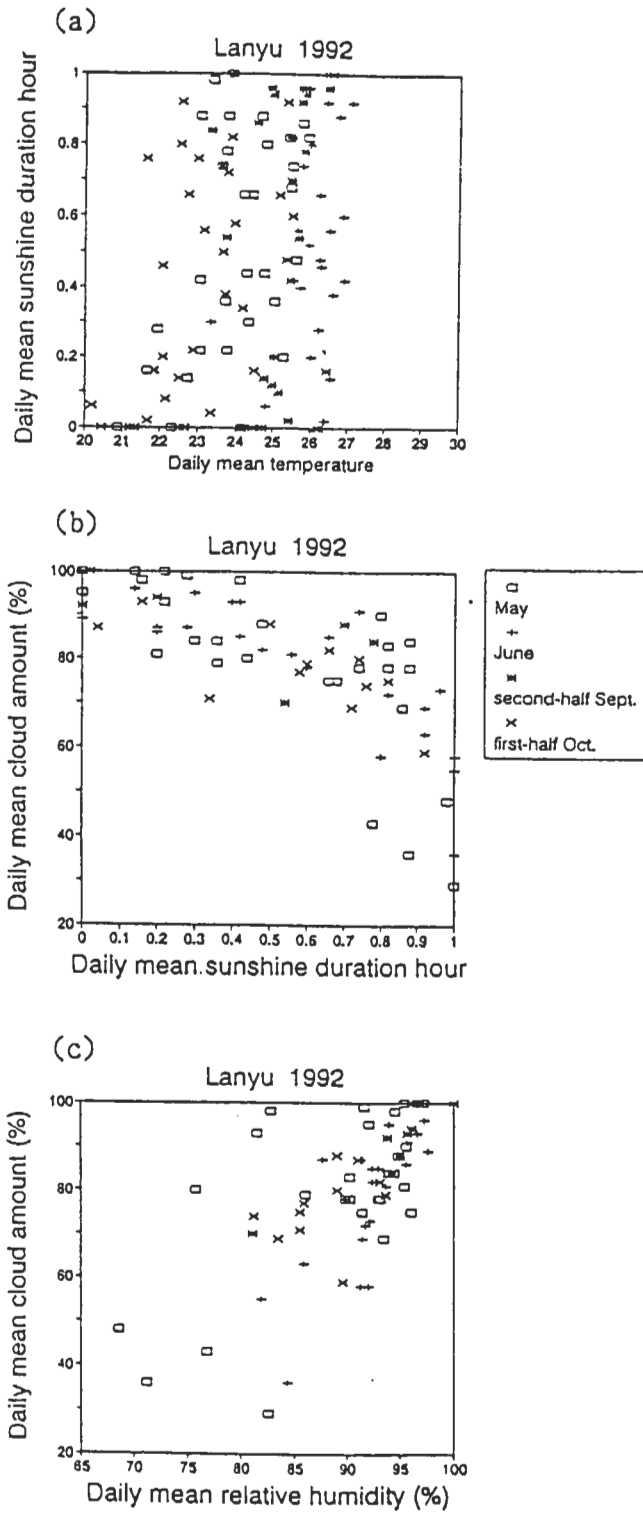 (a)
Lanyu 1992
Daily mean sunshine duration hour
1
0.8
0.6
0.4
0.2
0
20 21 22 23 24 25 26 27 28 29 30
Daily mean temperature
(b)
Lanyu 1992
Daily mean cloud amount (%)
100
80
60
40
20
0 0.1 0.2 0.3 0.4 0.5 0.6 0.7 0.8 0.9 1
Daily mean.sunshine duration hour
May
June
second-half Sept.
first-half Oct.
(c)
Lanyu 1992
Daily mean cloud amount (%)
100
80
60
40
20
65 70 75 80 85 90 95 100
Daily mean relative humidity (%)